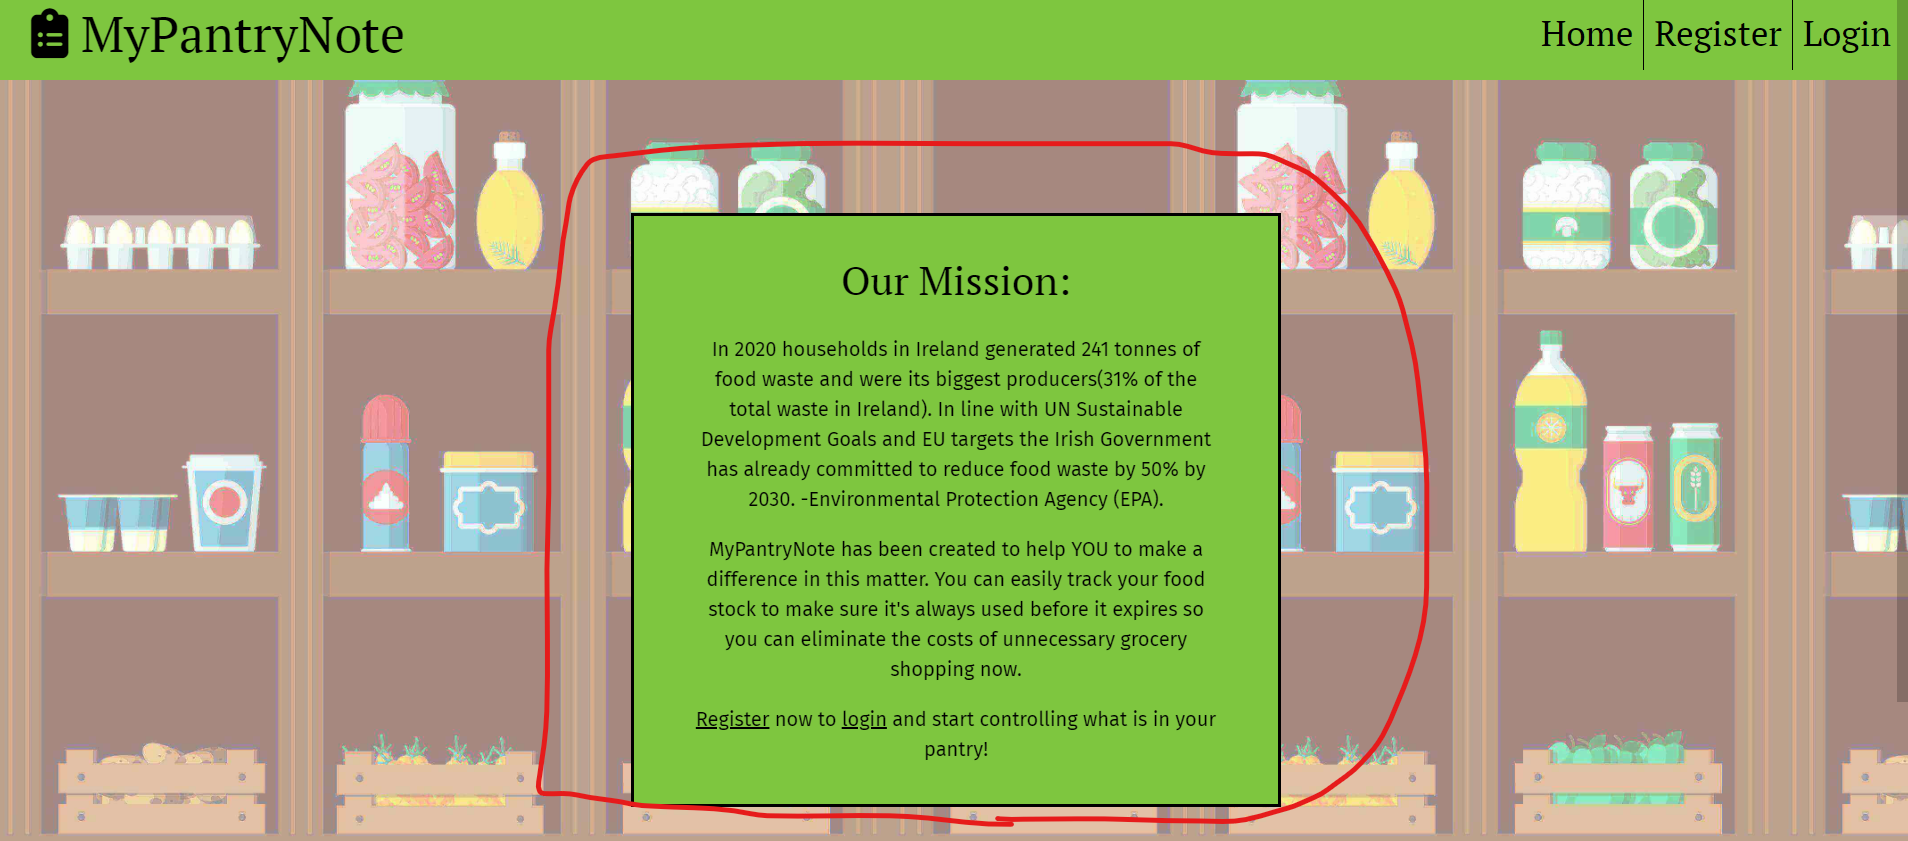 MyPantryNote
Home Register Login
Our Mission:
In 2020 households in Ireland generated 241 tonnes of
food waste and were its biggest producers(31% of the
total waste in Ireland). In line with UN Sustainable
Development Goals and EU targets the Irish Government
has already committed to reduce food waste by 50% by
2030. -Environmental Protection Agency (EPA).
MyPantryNote has been created to help YOU to make a
difference in this matter. You can easily track your food
stock to make sure it's always used before it expires so
you can eliminate the costs of unnecessary grocery
shopping now.
Register now to login and start controlling what is in your
pantry!